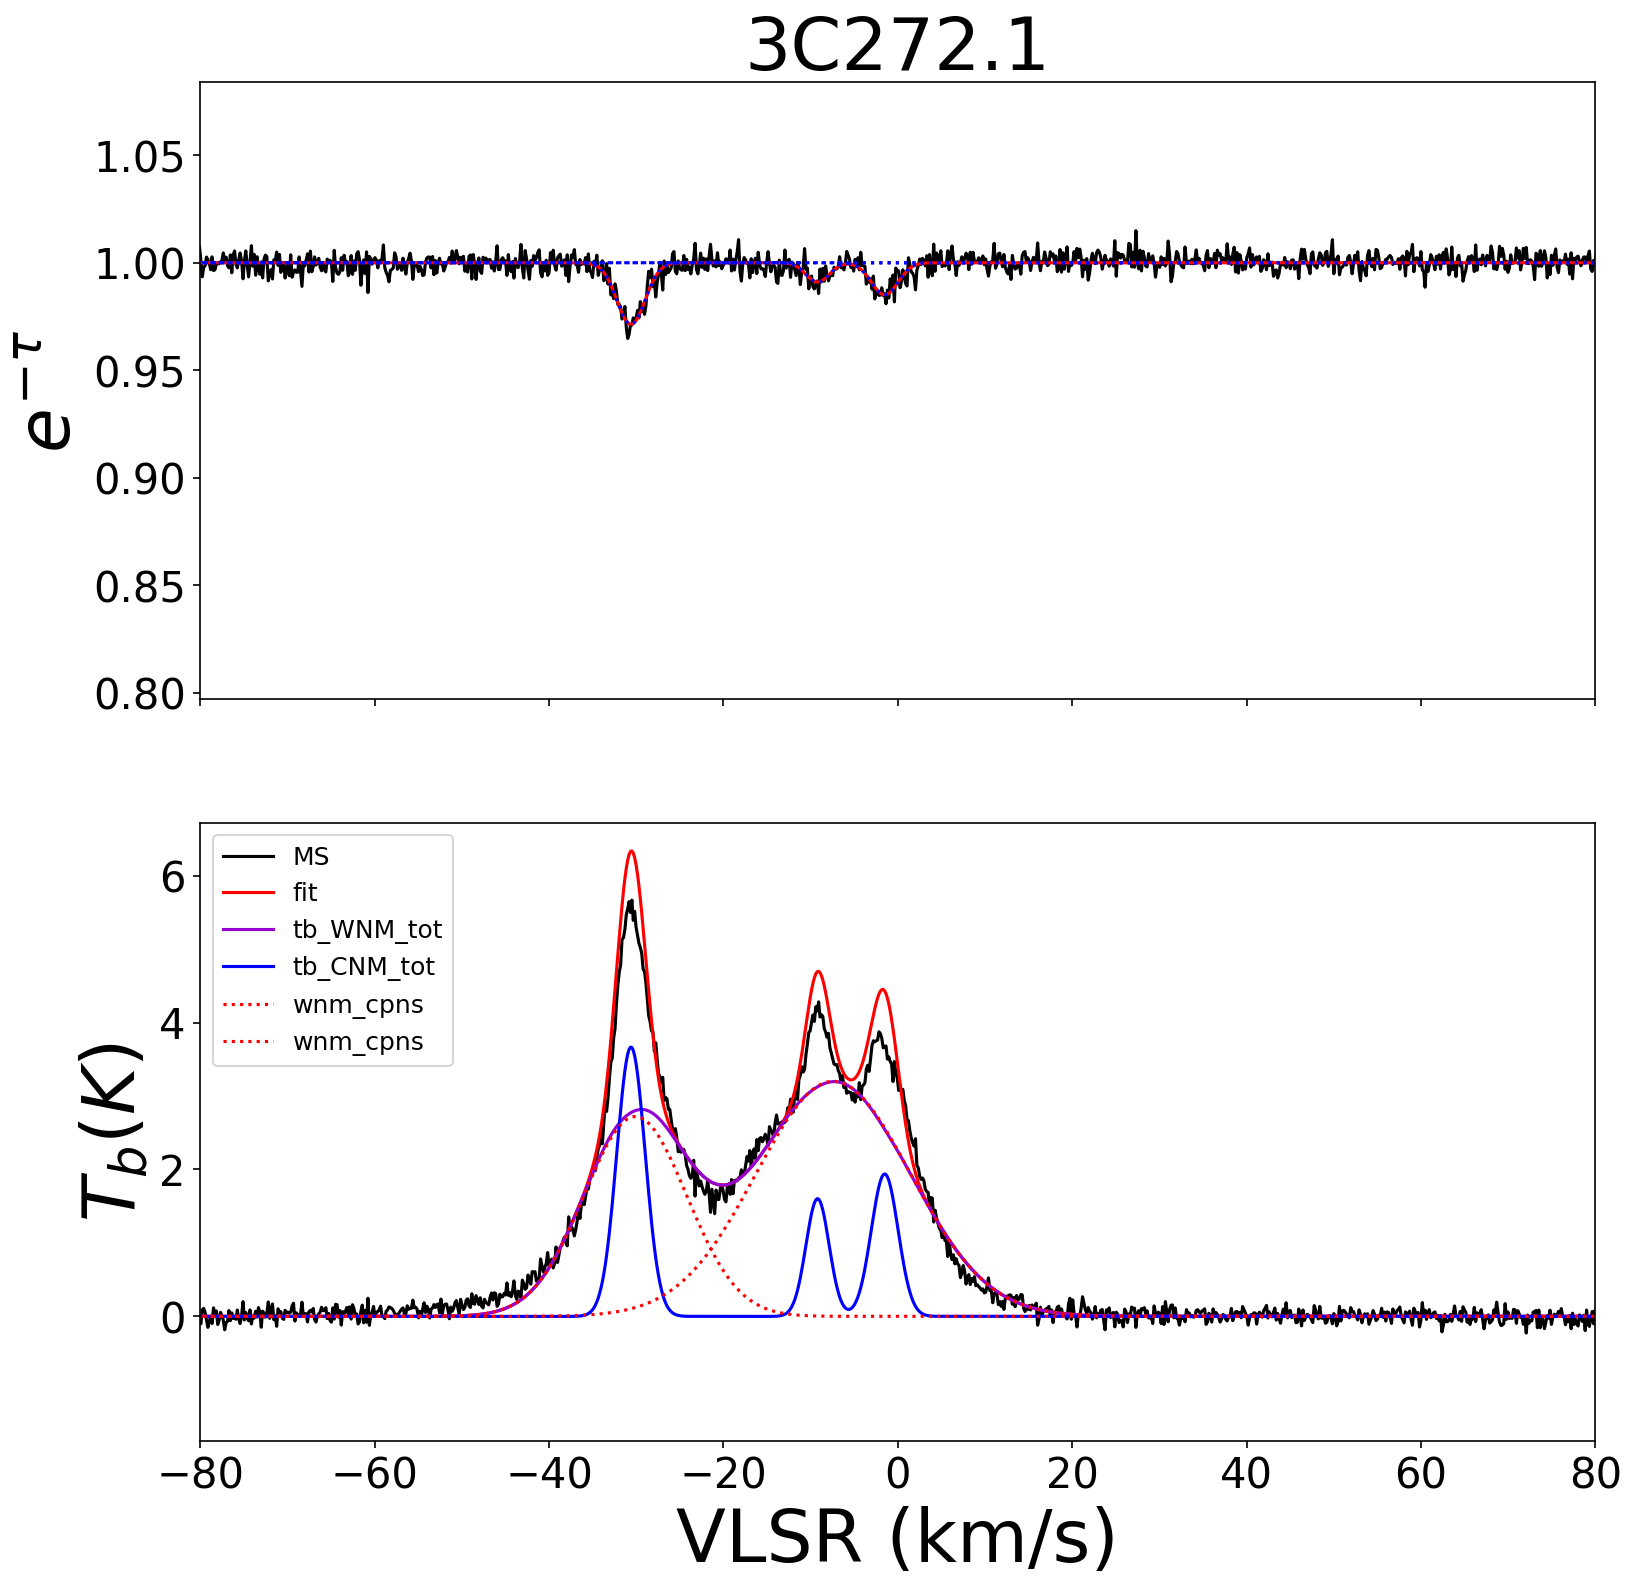 3C272.1
1.05
1.00
0.95
0.90
0.85
0.80
e^{−τ}
MS
fit
tb_WNM_tot
tb_CNM_tot
wnm_cpns
wnm_cpns
6
4
2
0
T_b(K)
−80 −60 −40 −20 0 20 40 60 80
VLSR (km/s)